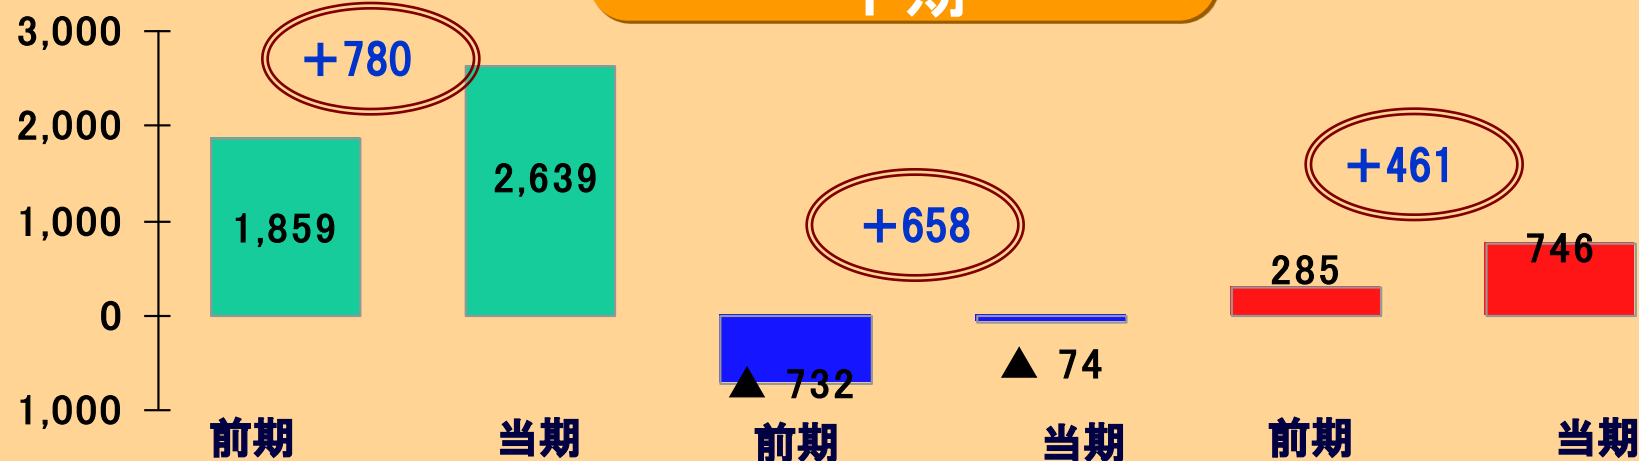 3,000
2,000
1,000
0
1,000
+780
1,859
2,639
+658
▲ 732
▲ 74
+461
285
746
前期
当期
前期
当期
前期
当期